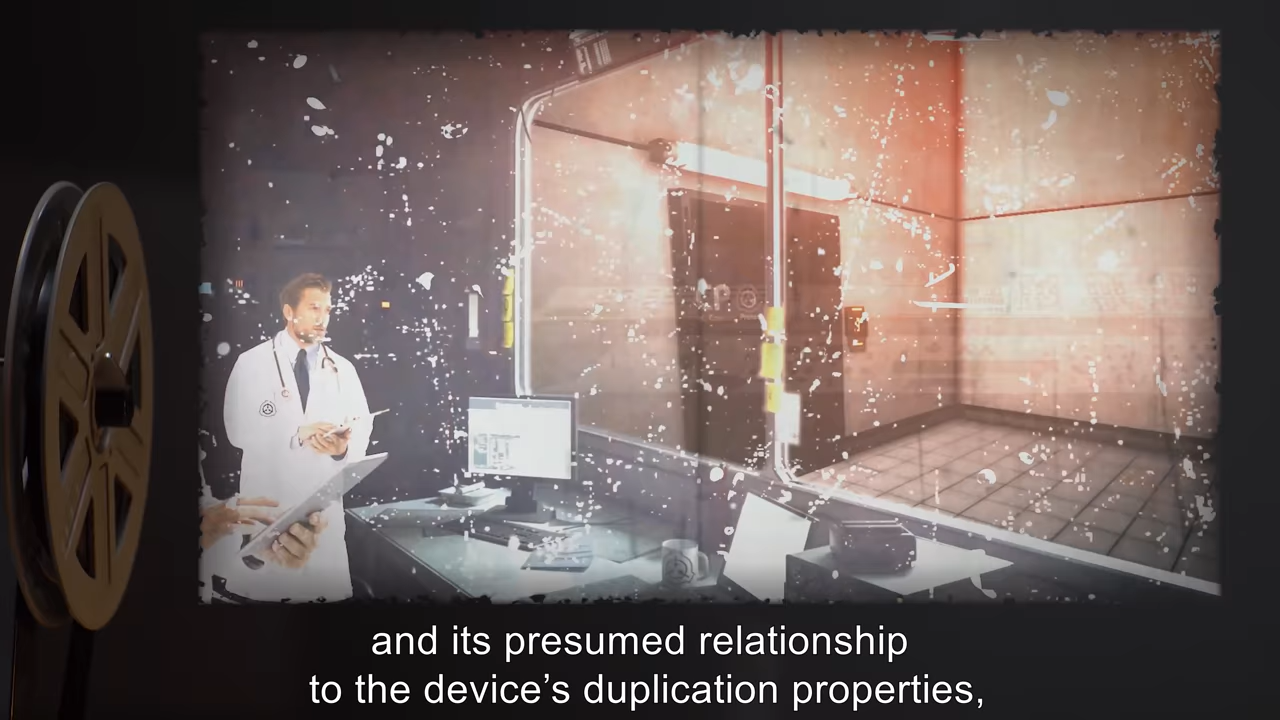 and its presumed relationship
to the device’s duplication properties,